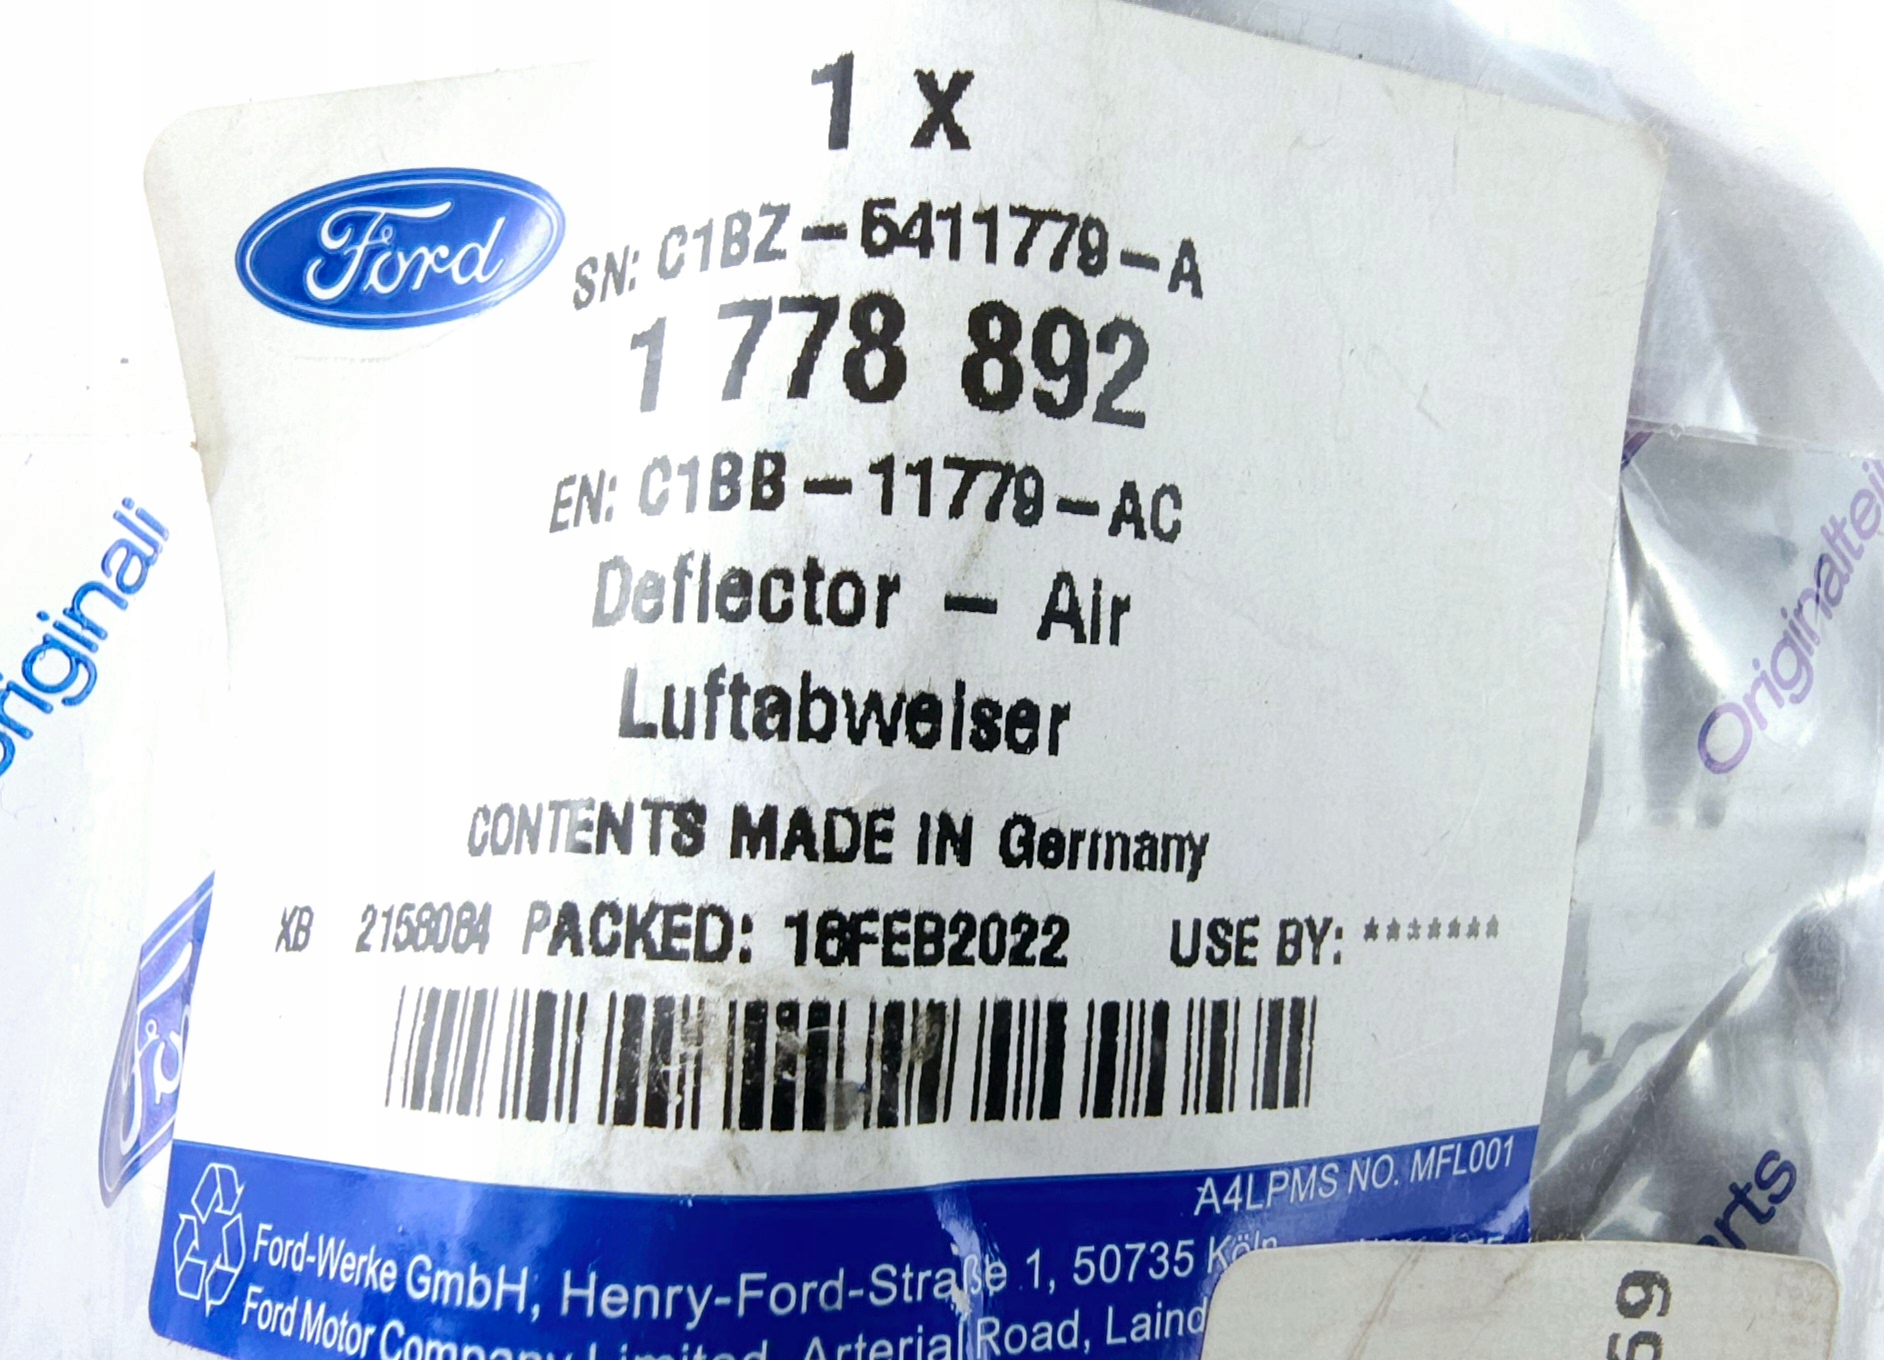 1 x
Ford
SN: C1BZ-5411779-A
1 778 892
EN: C1BB-11779-AC
Deflector - Air
Luftabweiser
CONTENTS MADE IN Germany
XB 2158084 PACKED: 16FEB2022 USE BY: *******
A4LPMS NO. MFL001
Ford-Werke GmbH, Henry-Ford-Straße 1, 50735 Köln
Ford Motor Company Limited, Arterial Road, Laind
originali
Originalteil
arts
59